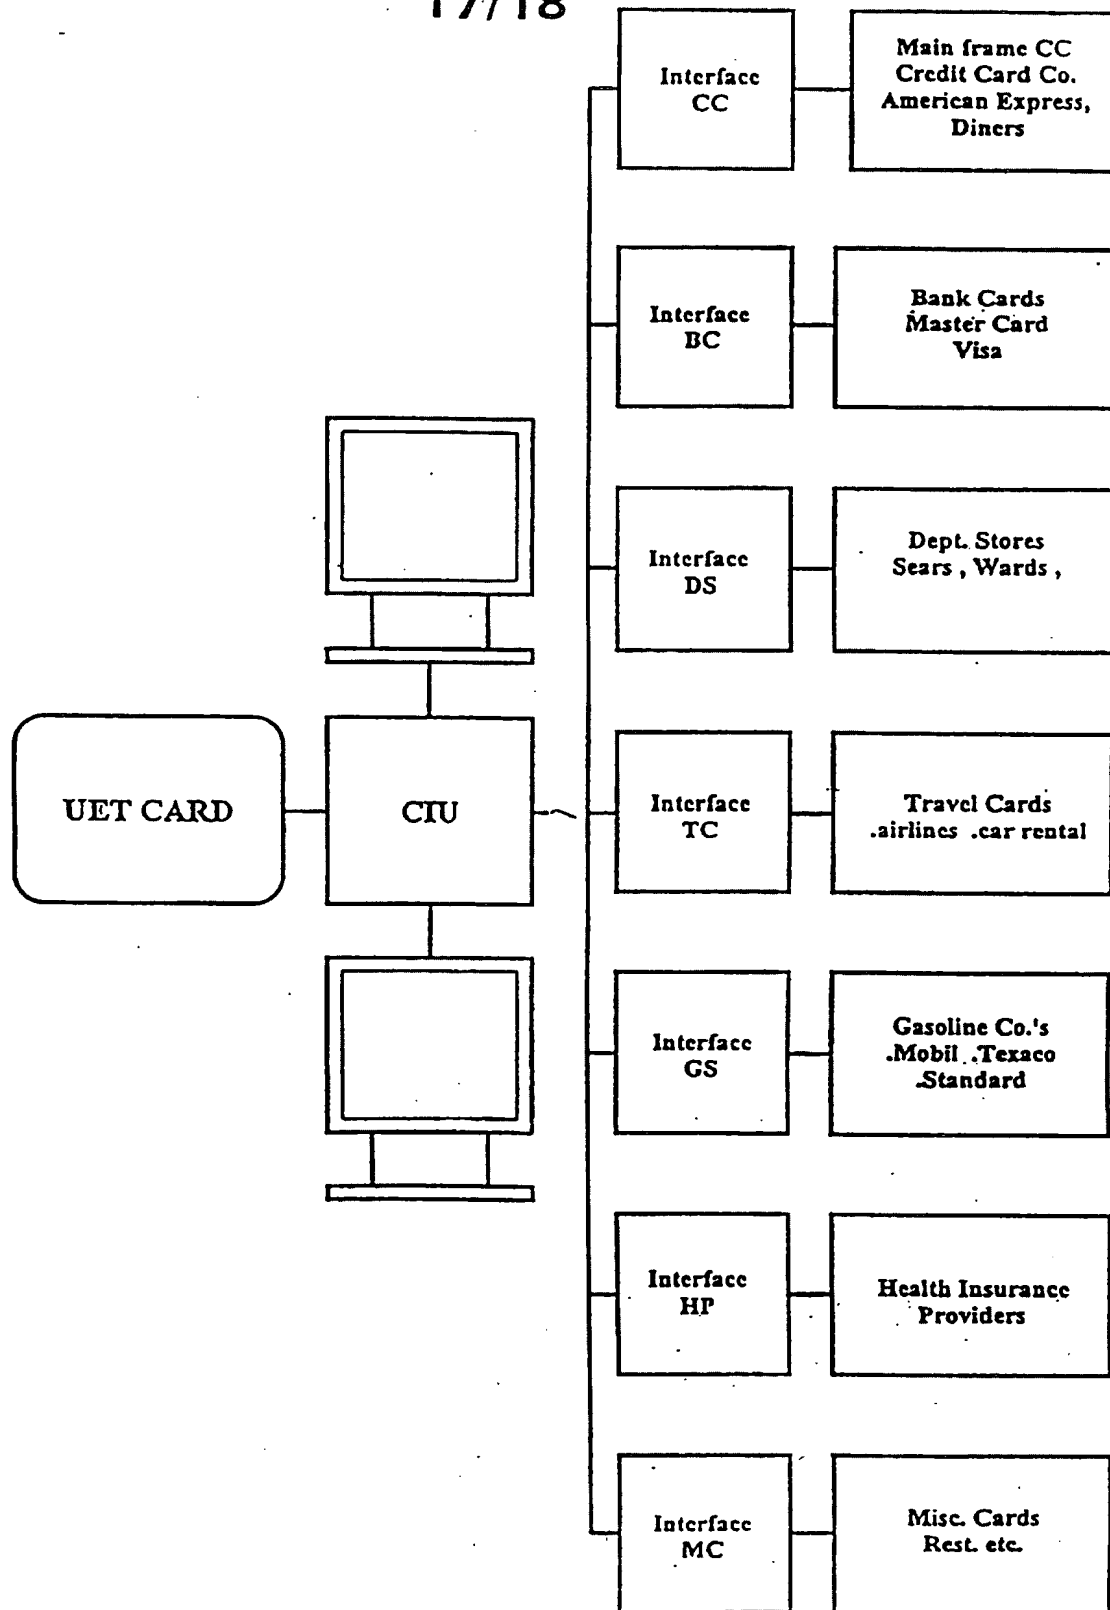 17/18
Interface
CC
Main frame CC
Credit Card Co.
American Express,
Diners
Interface
BC
Bank Cards
Master Card
Visa
Interface
DS
Dept. Stores
Sears , Wards ,
UET CARD
CIU
Interface
TC
Travel Cards
.airlines .car rental
Interface
GS
Gasoline Co.'s
.Mobil .Texaco
.Standard
Interface
HP
Health Insurance
Providers
Interface
MC
Misc. Cards
Rest. etc.